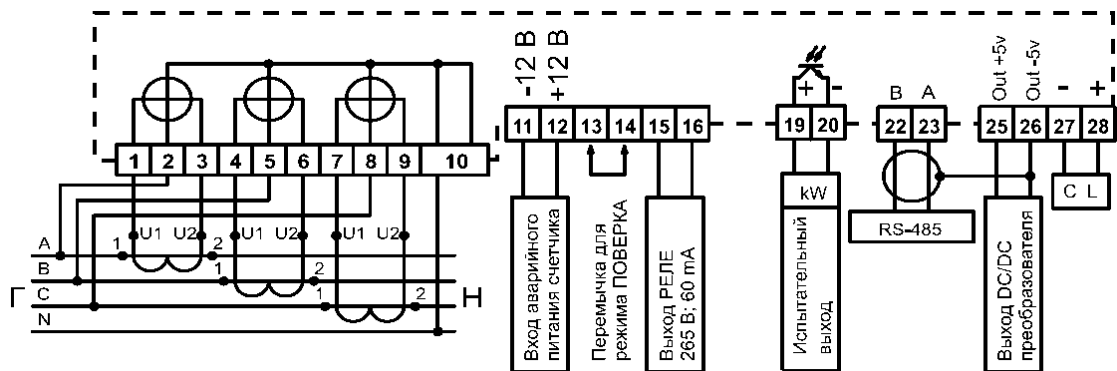 -12 В
+12 В
+ -
B A
Out +5v
Out -5v
- +
1 2 3 4 5 6 7 8 9 10
11 12 13 14 15 16
19 20
22 23
25 26 27 28
U1 U2 U1 U2 U1 U2
A 1 2
B 1 2
C 1 2
N
Г
Н
Вход аварийного
питания счетчика
Перемычка для
режима ПОВЕРКА
Выход РЕЛЕ
265 В; 60 mA
kW
Испытательный
выход
RS-485
Выход DC/DC
преобразователя
C L